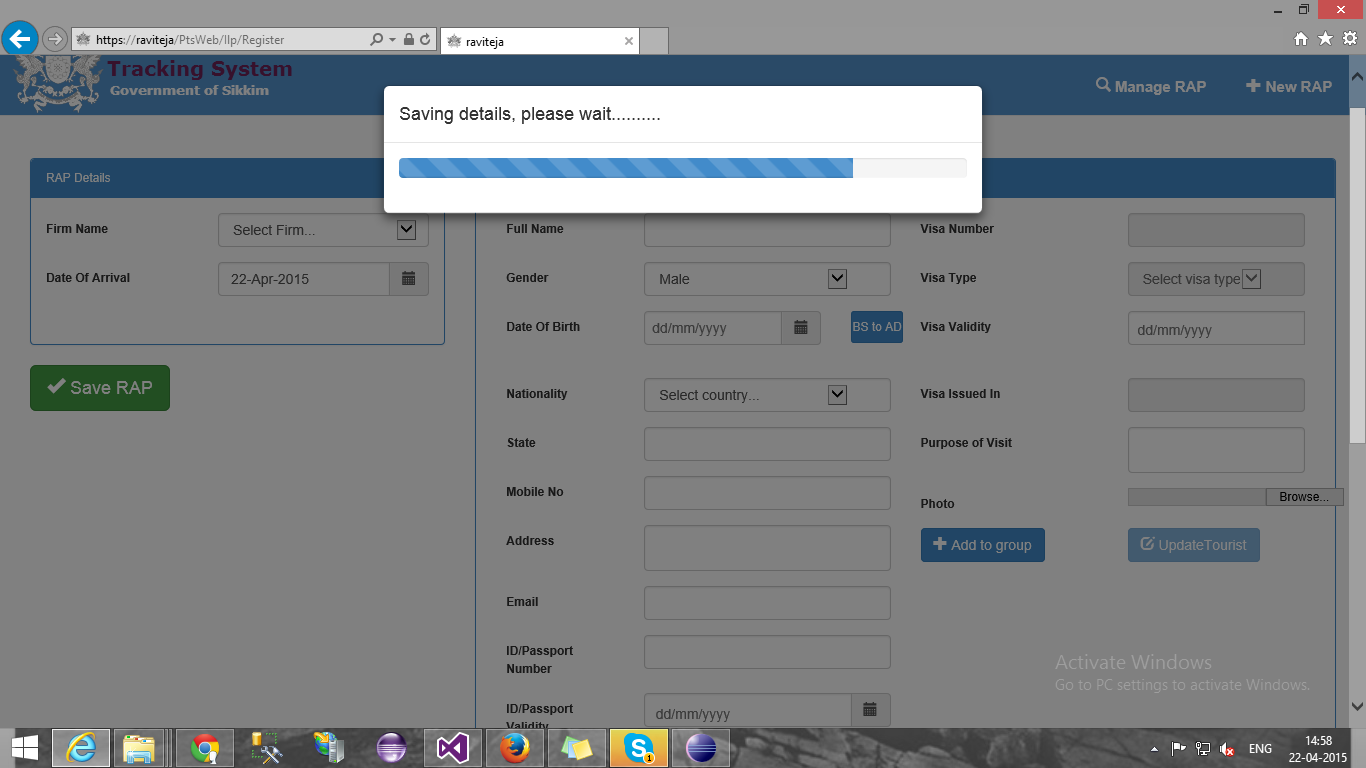 https://raviteja/PtsWeb/Ilp/Register
raviteja
Tracking System
Government of Sikkim
Manage RAP
New RAP
Saving details, please wait..........
RAP Details
Firm Name
Select Firm...
Date Of Arrival
22-Apr-2015
Save RAP
Full Name
Gender
Male
Date Of Birth
dd/mm/yyyy
BS to AD
Nationality
Select country...
State
Mobile No
Address
Email
ID/Passport
Number
ID/Passport
Validity
dd/mm/yyyy
Visa Number
Visa Type
Select visa type
Visa Validity
dd/mm/yyyy
Visa Issued In
Purpose of Visit
Photo
Browse...
Add to group
UpdateTourist
Activate Windows
Go to PC settings to activate Windows.
1
ENG
14:58
22-04-2015